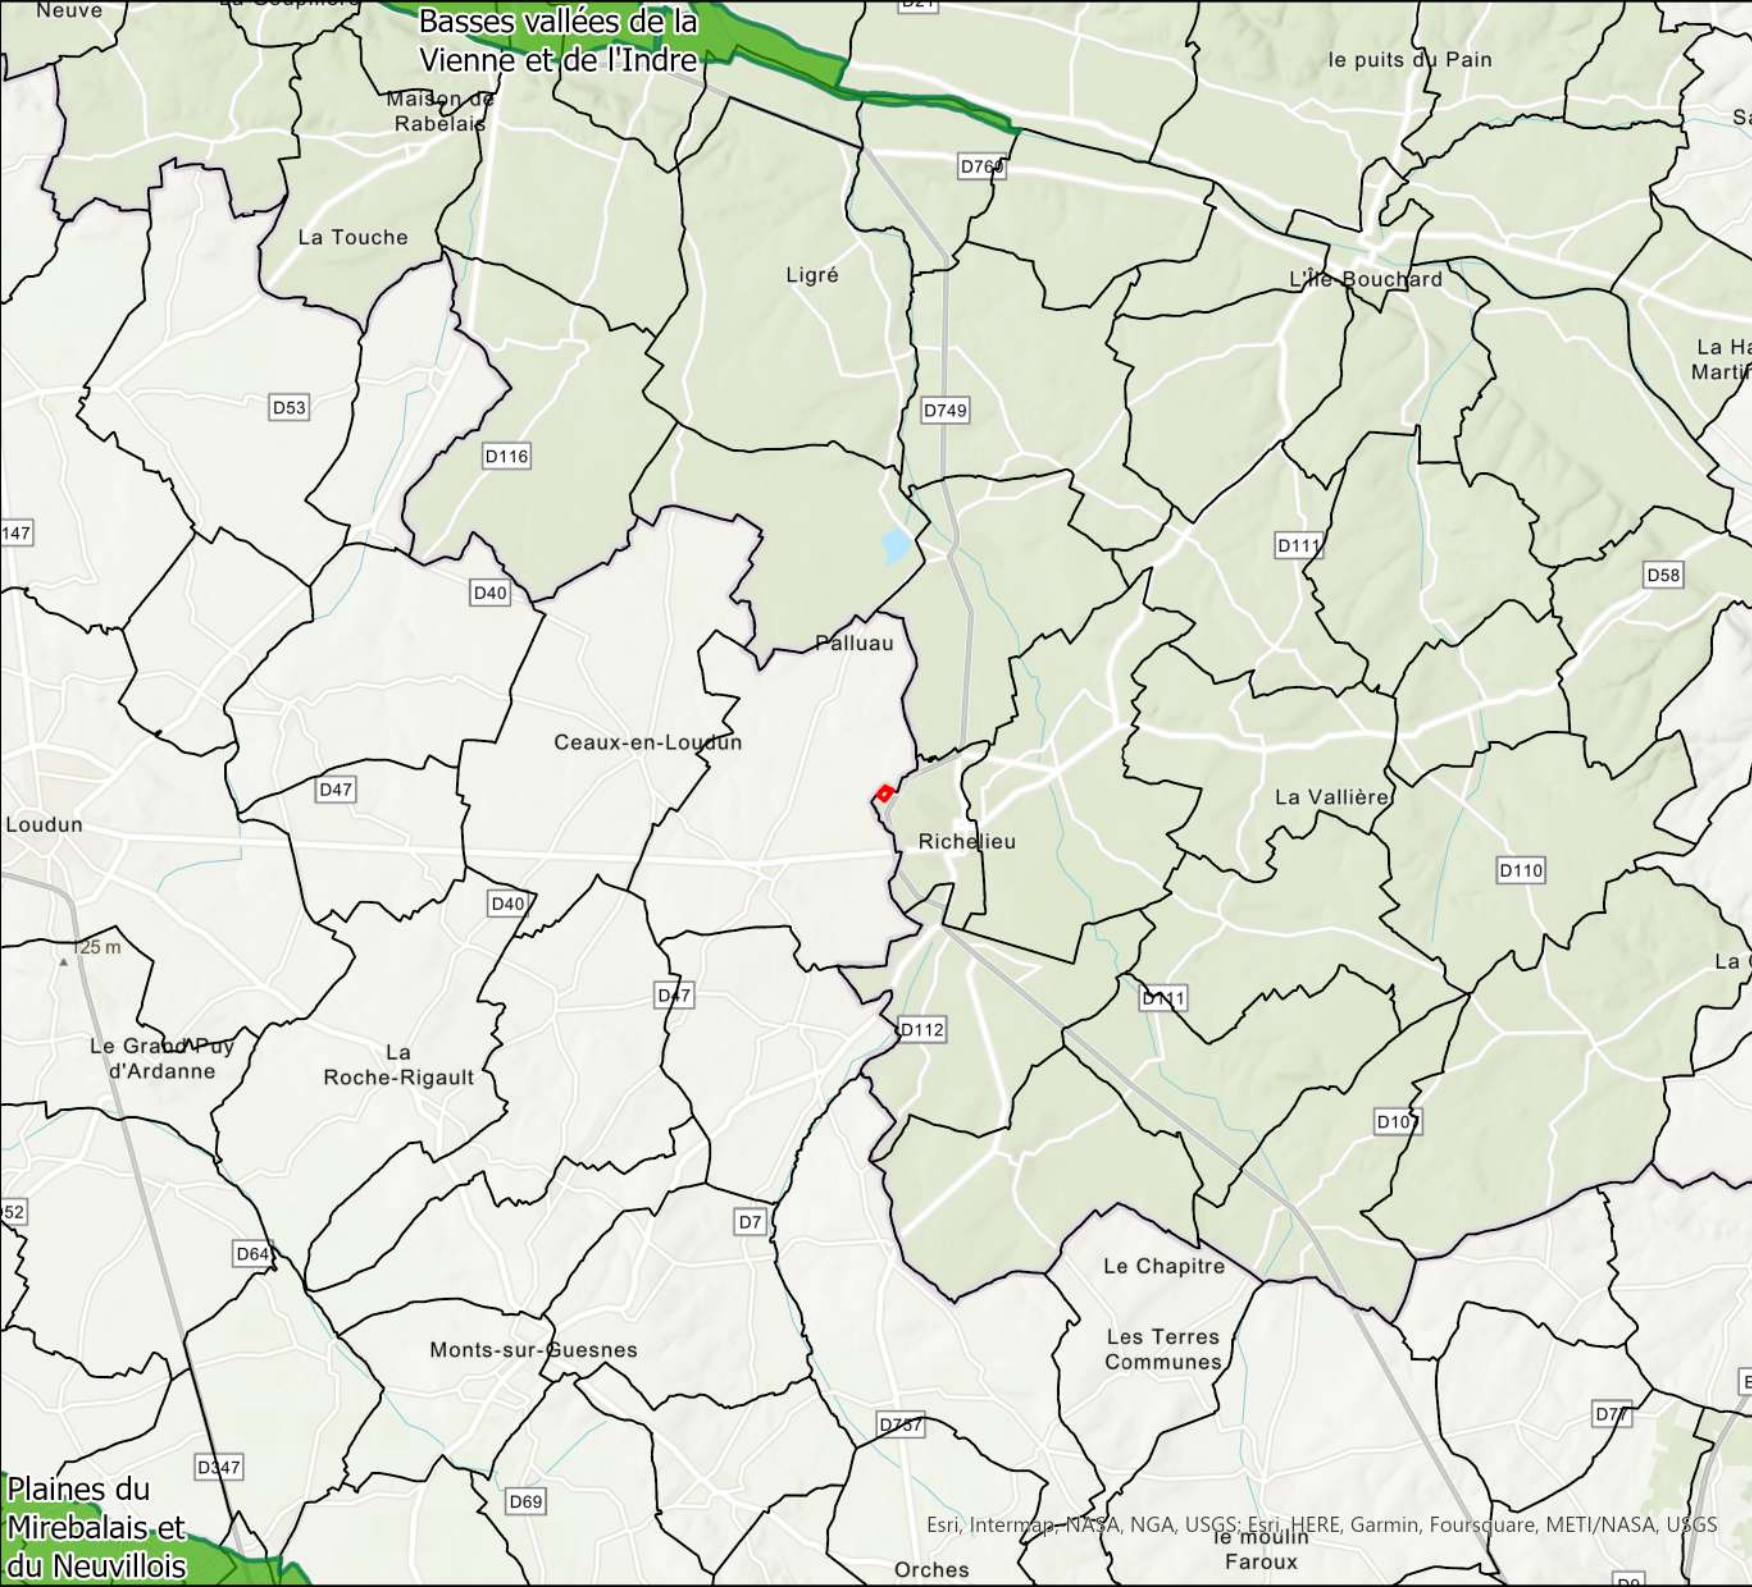 Neuve
Basses vallées de la
Vienne et de l'Indre
D21
le puits du Pain
Maison de
Rabelais
D760
La Touche
Ligré
L'Île-Bouchard
D53
D749
D116
147
D111
D58
D40
Palluau
Ceaux-en-Loudun
D47
La Vallière
Loudun
Richelieu
D110
D40
125 m
D47
D111
D112
Le Grand Puy
d'Ardanne
La
Roche-Rigault
D107
52
D7
D64
Le Chapitre
Les Terres
Communes
Monts-sur-Guesnes
D77
D757
D347
Plaines du
Mirebalais et
du Neuvillois
D69
Esri, Intermap, NASA, NGA, USGS; Esri, HERE, Garmin, Foursquare, METI/NASA, USGS
le moulin
Faroux
Orches